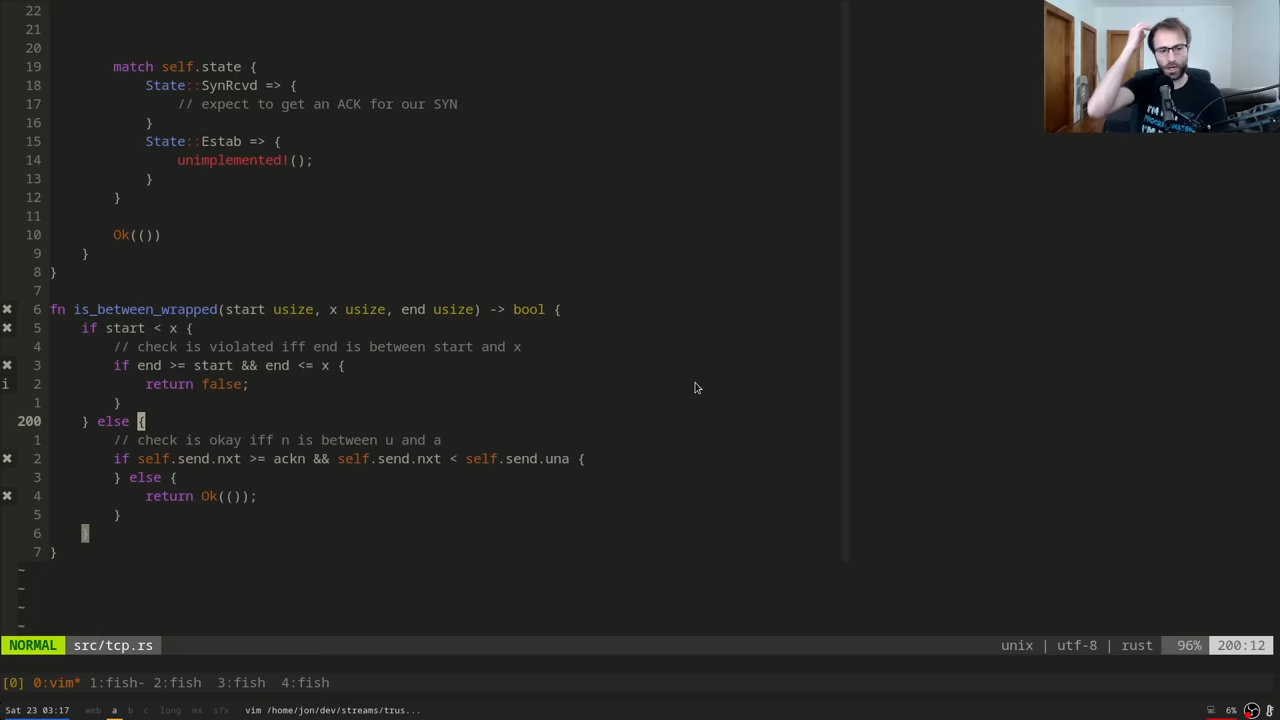 22
21
20
19 match self.state {
18 State::SynRcvd => {
17 // expect to get an ACK for our SYN
16 }
15 State::Estab => {
14 unimplemented!();
13 }
12 }
11
10 Ok(())
9 }
8 }
7
✖ 6 fn is_between_wrapped(start usize, x usize, end usize) -> bool {
✖ 5 if start < x {
4 // check is violated iff end is between start and x
✖ 3 if end >= start && end <= x {
i 2 return false;
1 }
200 } else {
1 // check is okay iff n is between u and a
✖ 2 if self.send.nxt >= ackn && self.send.nxt < self.send.una {
3 } else {
✖ 4 return Ok(());
5 }
6 }
7 }
~
~
~
~
NORMAL src/tcp.rs unix | utf-8 | rust 96% 200:12
[0] 0:vim* 1:fish- 2:fish 3:fish 4:fish
Sat 23 03:17 web a b c long mx sfx vim /home/jon/dev/streams/trus... 6%